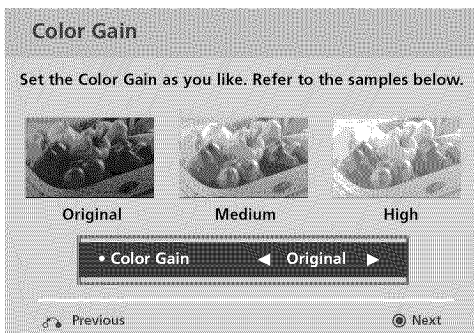 Color Gain
Set the Color Gain as you like. Refer to the samples below.
Original Medium High
• Color Gain ◀ Original ▶
Previous Next